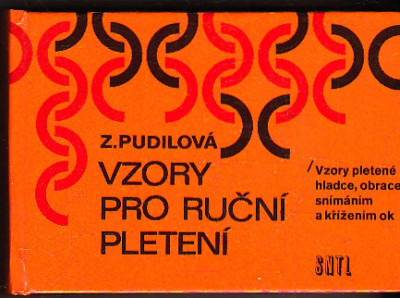 Z.PUDILOVÁ
VZORY
PRO RUČNÍ
PLETENÍ
/Vzory pletené
hladce, obrace
snímáním
a křížením ok
SNTL